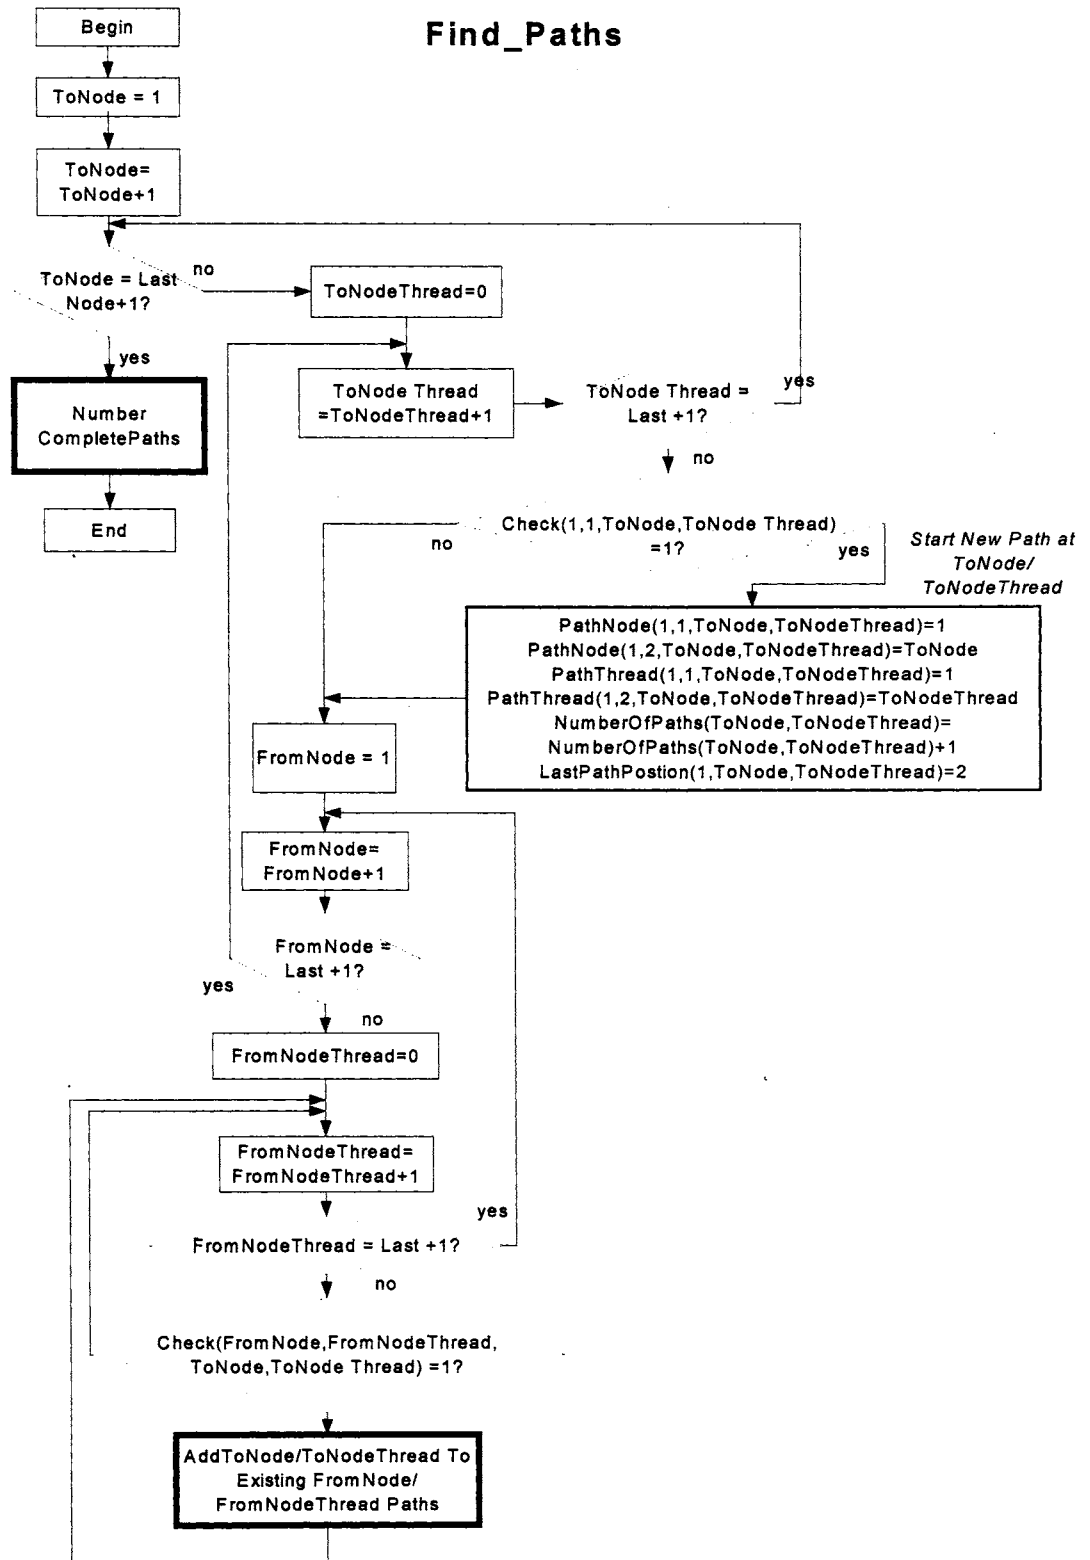 Find_Paths
Begin
ToNode = 1
ToNode=
ToNode+1
ToNode = Last
Node+1?
no
yes
ToNodeThread=0
Number
CompletePaths
End
ToNode Thread
=ToNodeThread+1
ToNode Thread =
Last +1?
yes
no
Check(1,1,ToNode,ToNode Thread)
=1?
no
yes
Start New Path at
ToNode/
ToNodeThread
PathNode(1,1,ToNode,ToNodeThread)=1
PathNode(1,2,ToNode,ToNodeThread)=ToNode
PathThread(1,1,ToNode,ToNodeThread)=1
PathThread(1,2,ToNode,ToNodeThread)=ToNodeThread
NumberOfPaths(ToNode,ToNodeThread)=
NumberOfPaths(ToNode,ToNodeThread)+1
LastPathPostion(1,ToNode,ToNodeThread)=2
FromNode = 1
FromNode=
FromNode+1
FromNode =
Last +1?
yes
no
FromNodeThread=0
FromNodeThread=
FromNodeThread+1
yes
FromNodeThread = Last +1?
no
Check(FromNode,FromNodeThread,
ToNode,ToNode Thread) =1?
AddToNode/ToNodeThread To
Existing FromNode/
FromNodeThread Paths